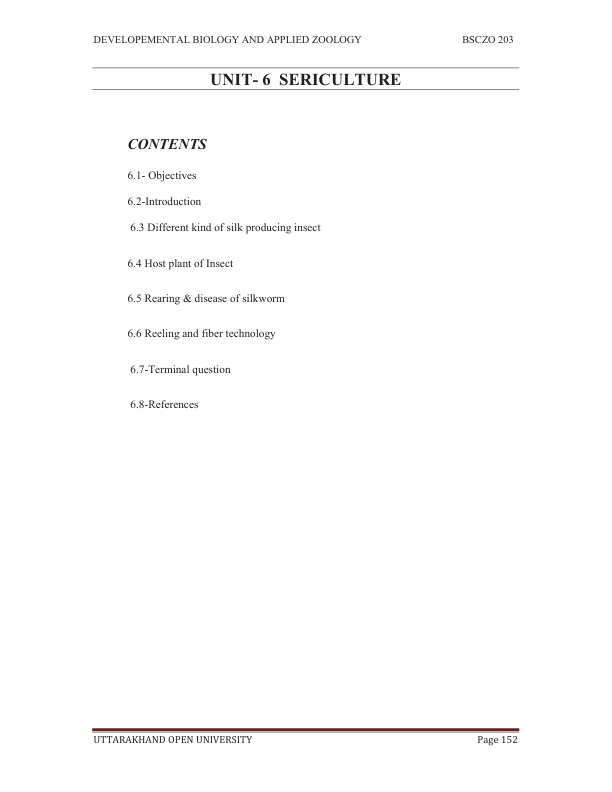 DEVELOPEMENTAL BIOLOGY AND APPLIED ZOOLOGY BSCZO 203
UNIT- 6 SERICULTURE
CONTENTS
6.1- Objectives
6.2-Introduction
6.3 Different kind of silk producing insect
6.4 Host plant of Insect
6.5 Rearing & disease of silkworm
6.6 Reeling and fiber technology
6.7-Terminal question
6.8-References
UTTARAKHAND OPEN UNIVERSITY Page 152